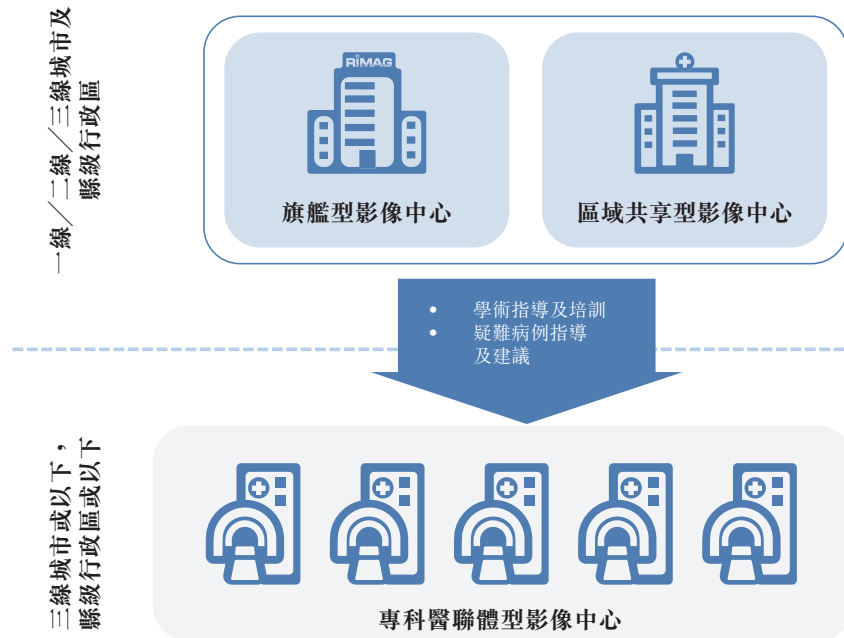 一線／二線／三線城市及
縣級行政區
RiMAG
旗艦型影像中心
區域共享型影像中心
• 學術指導及培訓
• 疑難病例指導
及建議
三線城市或以下，
縣級行政區或以下
專科醫聯體型影像中心